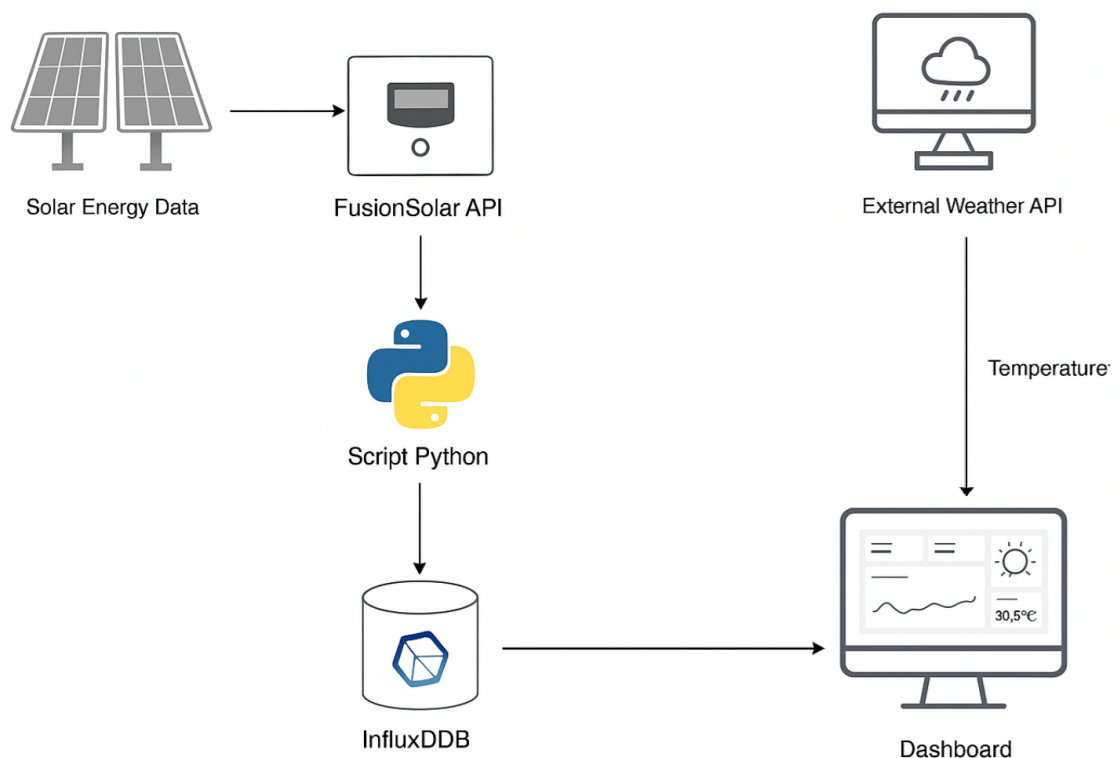 Solar Energy Data
FusionSolar API
External Weather API
Script Python
Temperature
InfluxDDB
30,5°C
Dashboard